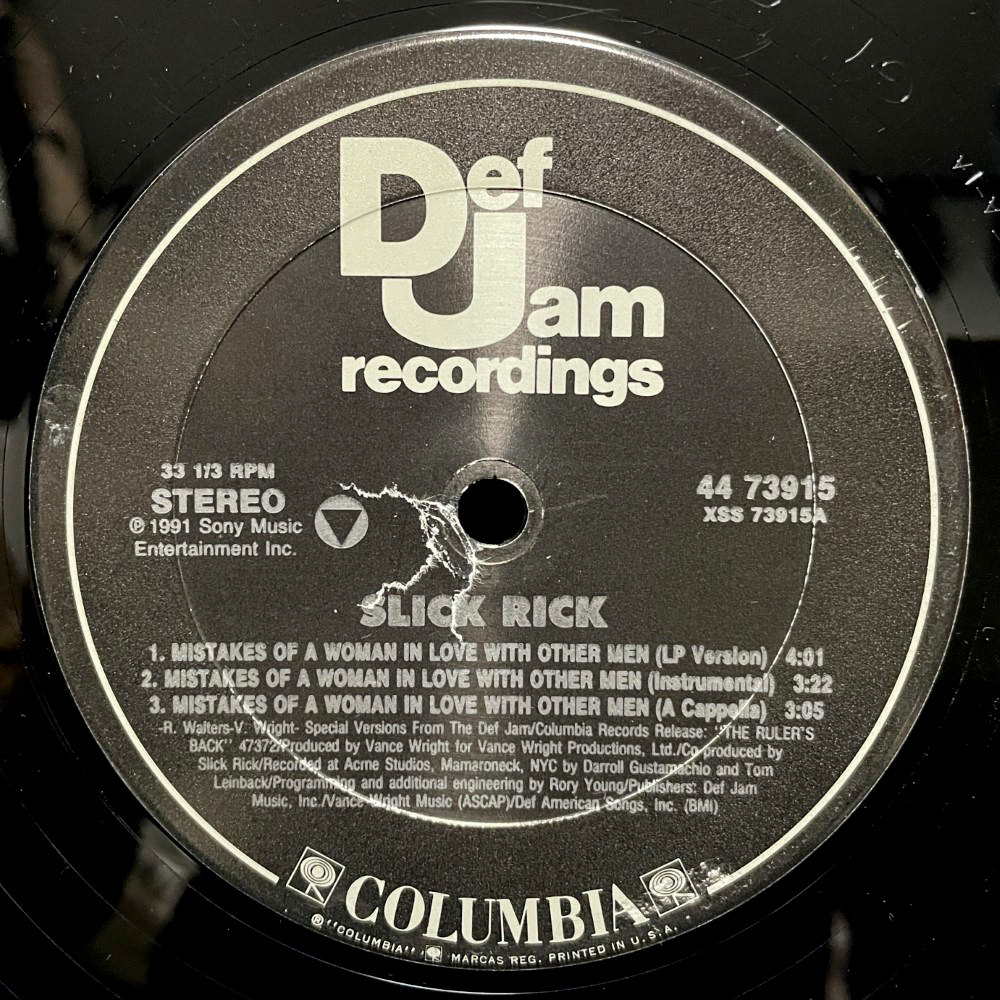 Def
Jam
recordings
33 1/3 RPM
STEREO
℗ 1991 Sony Music
Entertainment Inc.
44 73915
XSS 73915A
SLICK RICK
1. MISTAKES OF A WOMAN IN LOVE WITH OTHER MEN (LP Version) 4:01
2. MISTAKES OF A WOMAN IN LOVE WITH OTHER MEN (Instrumental) 3:22
3. MISTAKES OF A WOMAN IN LOVE WITH OTHER MEN (A Cappella) 3:05
-R. Walters-V. Wright- Special Versions From The Def Jam/Columbia Records Release: "THE RULER'S
BACK" 47372/Produced by Vance Wright for Vance Wright Productions, Ltd./Co-produced by
Slick Rick/Recorded at Acme Studios, Mamaroneck, NYC by Darroll Gustamachio and Tom
Leinback/Programming and additional engineering by Rory Young/Publishers: Def Jam
Music, Inc./Vance Wright Music (ASCAP)/Def American Songs, Inc. (BMI)
COLUMBIA
® "COLUMBIA", MARCAS REG. PRINTED IN U.S.A.